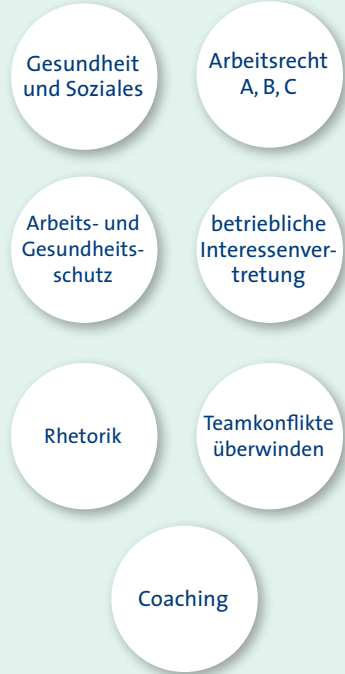 Gesundheit
und Soziales
Arbeitsrecht
A, B, C
Arbeits- und
Gesundheits-
schutz
betriebliche
Interessenver-
tretung
Rhetorik
Teamkonflikte
überwinden
Coaching